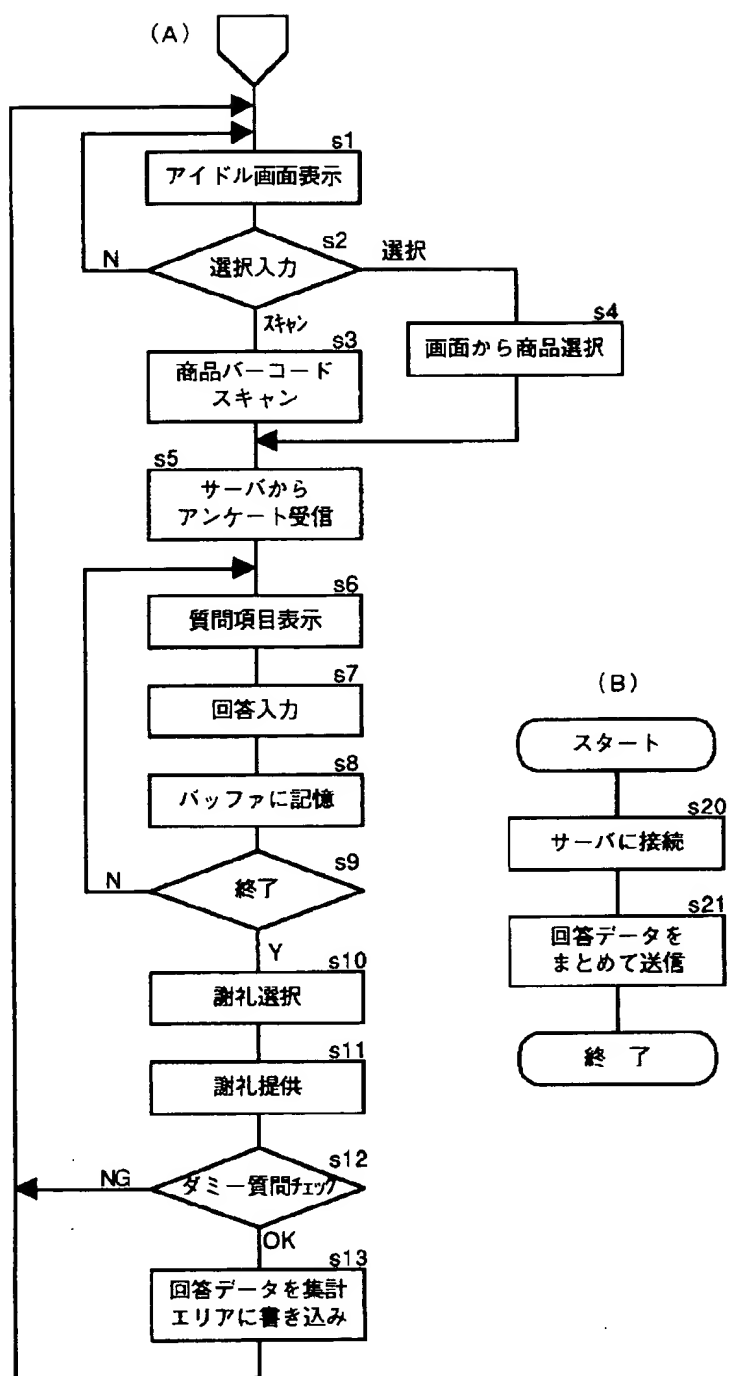 (A)
s1
アイドル画面表示
s2
選択入力
N
選択
スキャン
s3
商品バーコード
スキャン
s4
画面から商品選択
s5
サーバから
アンケート受信
s6
質問項目表示
s7
回答入力
s8
バッファに記憶
s9
終了
N
Y
s10
謝礼選択
s11
謝礼提供
s12
ダミー質問チェック
NG
OK
s13
回答データを集計
エリアに書き込み
(B)
スタート
s20
サーバに接続
s21
回答データを
まとめて送信
終 了